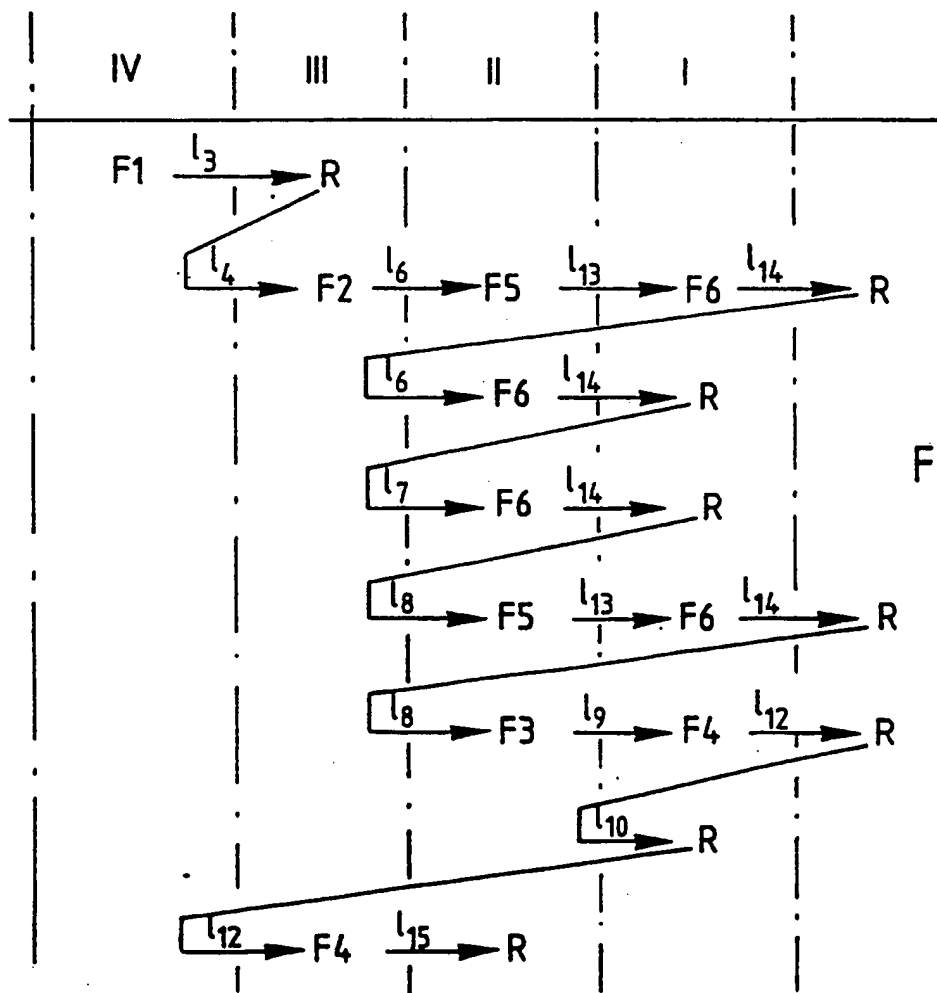 IV III II I
F1 l3 R
l4 F2 l6 F5 l13 F6 l14 R
l6 F6 l14 R
F
l7 F6 l14 R
l8 F5 l13 F6 l14 R
l8 F3 l9 F4 l12 R
l10 R
l12 F4 l15 R